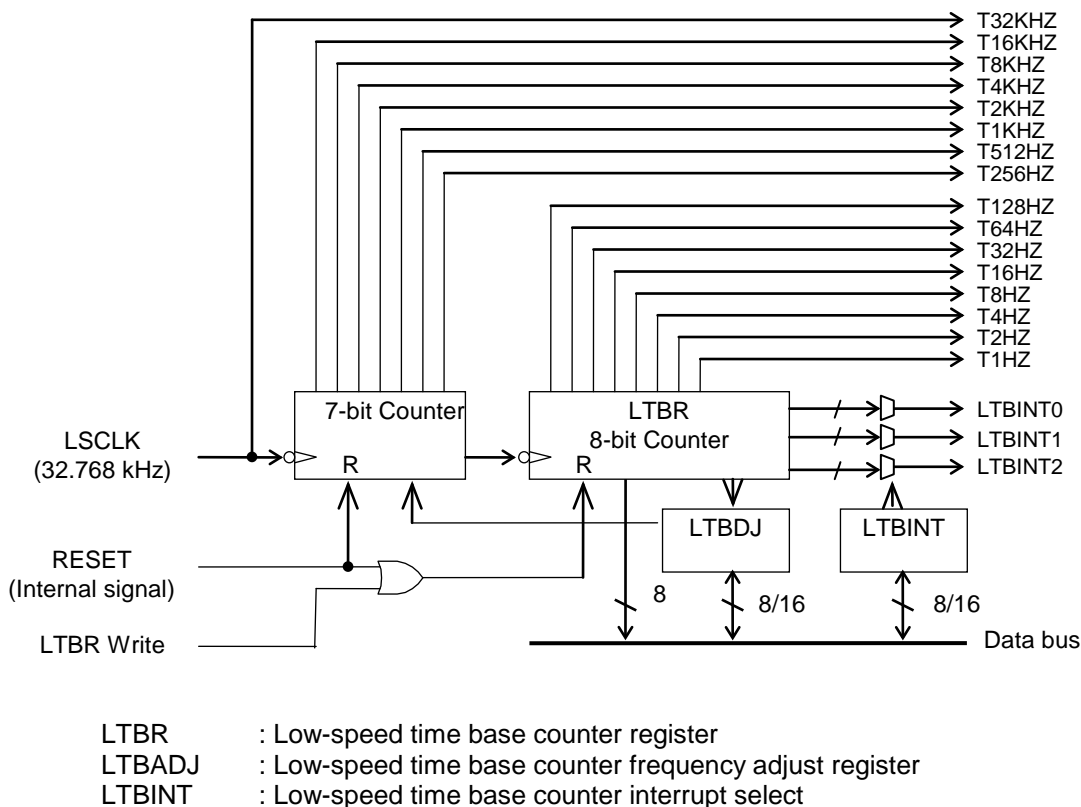 T32KHZ
T16KHZ
T8KHZ
T4KHZ
T2KHZ
T1KHZ
T512HZ
T256HZ
T128HZ
T64HZ
T32HZ
T16HZ
T8HZ
T4HZ
T2HZ
T1HZ
7-bit Counter
R
LTBR
8-bit Counter
R
LTBINT0
LTBINT1
LTBINT2
LSCLK
(32.768 kHz)
LTBDJ
LTBINT
RESET
(Internal signal)
8
8/16
8/16
LTBR Write
Data bus
LTBR : Low-speed time base counter register
LTBADJ : Low-speed time base counter frequency adjust register
LTBINT : Low-speed time base counter interrupt select